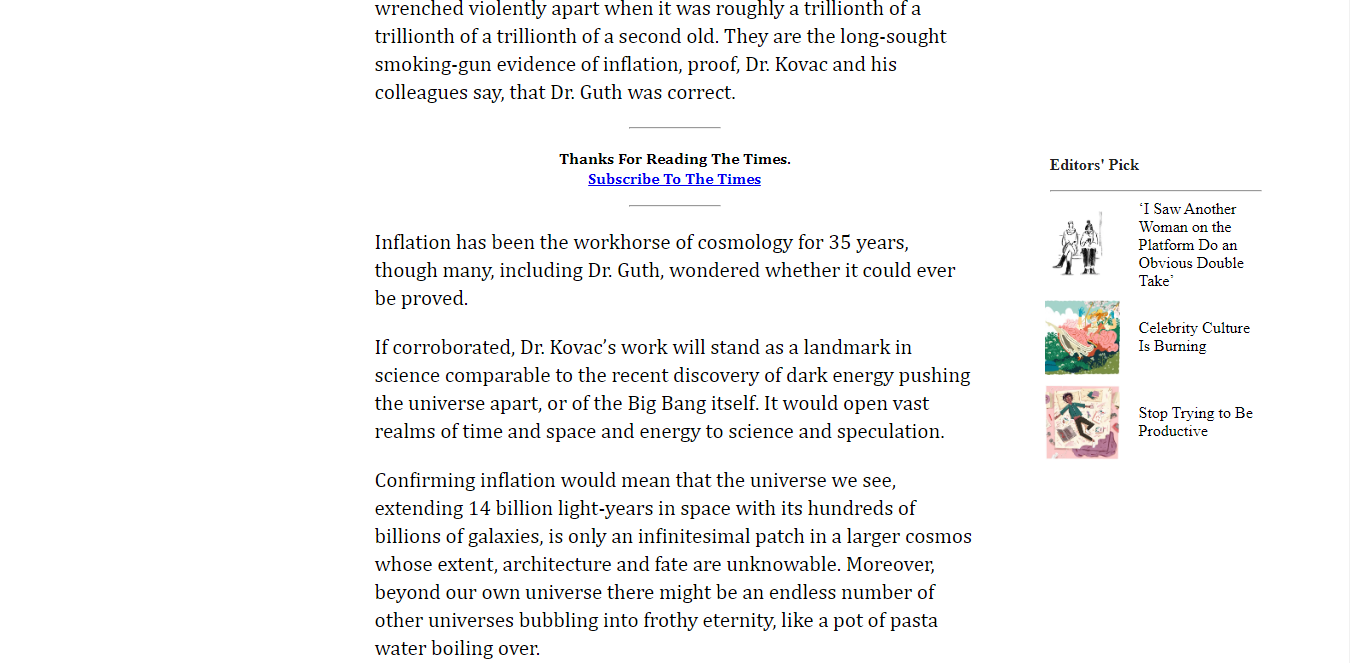 wrenched violently apart when it was roughly a trillionth of a
trillionth of a trillionth of a second old. They are the long-sought
smoking-gun evidence of inflation, proof, Dr. Kovac and his
colleagues say, that Dr. Guth was correct.
Thanks For Reading The Times.
Subscribe To The Times
Inflation has been the workhorse of cosmology for 35 years,
though many, including Dr. Guth, wondered whether it could ever
be proved.
If corroborated, Dr. Kovac’s work will stand as a landmark in
science comparable to the recent discovery of dark energy pushing
the universe apart, or of the Big Bang itself. It would open vast
realms of time and space and energy to science and speculation.
Confirming inflation would mean that the universe we see,
extending 14 billion light-years in space with its hundreds of
billions of galaxies, is only an infinitesimal patch in a larger cosmos
whose extent, architecture and fate are unknowable. Moreover,
beyond our own universe there might be an endless number of
other universes bubbling into frothy eternity, like a pot of pasta
water boiling over.
Editors' Pick
‘I Saw Another
Woman on the
Platform Do an
Obvious Double
Take’
Celebrity Culture
Is Burning
Stop Trying to Be
Productive